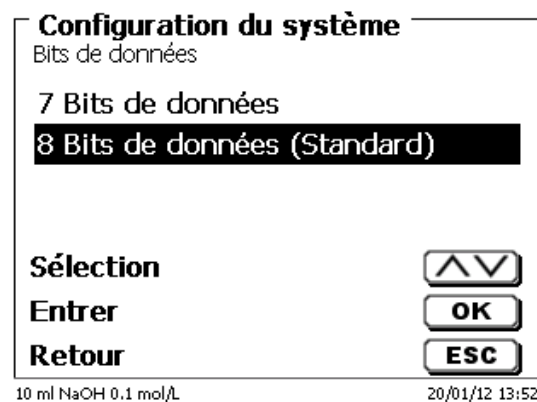 Configuration du système
Bits de données
7 Bits de données
8 Bits de données (Standard)
Sélection
Entrer OK
Retour ESC
10 ml NaOH 0.1 mol/L 20/01/12 13:52